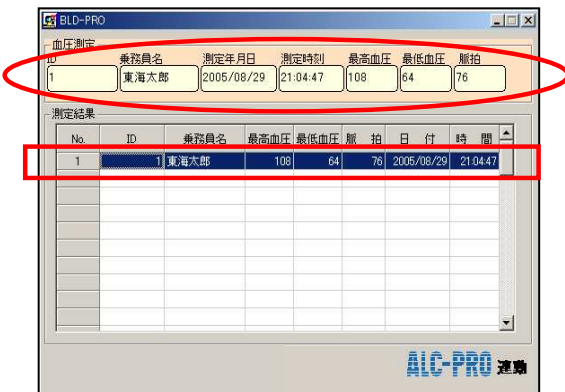 BLD-PRO
血圧測定
ID 乗務員名 測定年月日 測定時刻 最高血圧 最低血圧 脈拍
1 東海太郎 2005/08/29 21:04:47 108 64 76
測定結果
No. ID 乗務員名 最高血圧 最低血圧 脈 拍 日 付 時 間
1 1 東海太郎 108 64 76 2005/08/29 21:04:47
ALC-PRO 連動